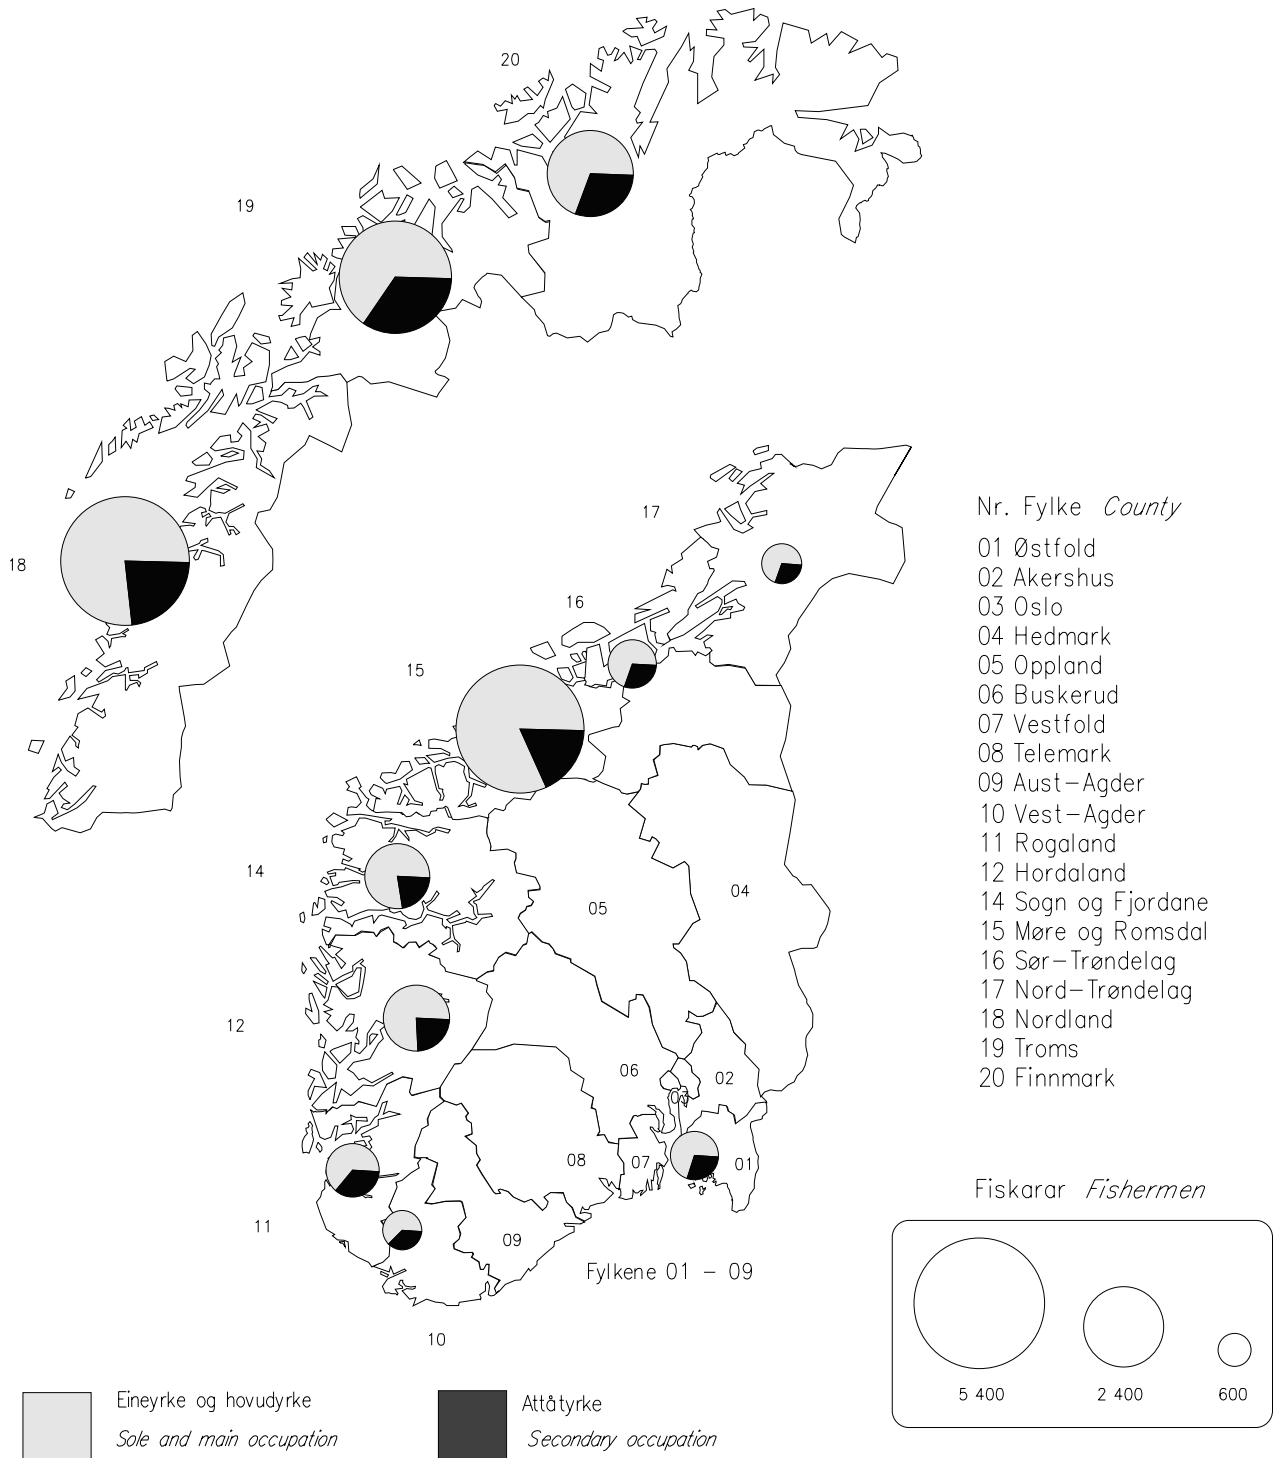 20
19
18
17
16
15
14
05
04
12
06
02
03
08
07
01
11
09
Fylkene 01 – 09
10
Nr. Fylke County
01 Østfold
02 Akershus
03 Oslo
04 Hedmark
05 Oppland
06 Buskerud
07 Vestfold
08 Telemark
09 Aust–Agder
10 Vest–Agder
11 Rogaland
12 Hordaland
14 Sogn og Fjordane
15 Møre og Romsdal
16 Sør–Trøndelag
17 Nord–Trøndelag
18 Nordland
19 Troms
20 Finnmark
Fiskarar Fishermen
5 400 2 400 600
Eineyrke og hovudyrke
Sole and main occupation
Attåtyrke
Secondary occupation